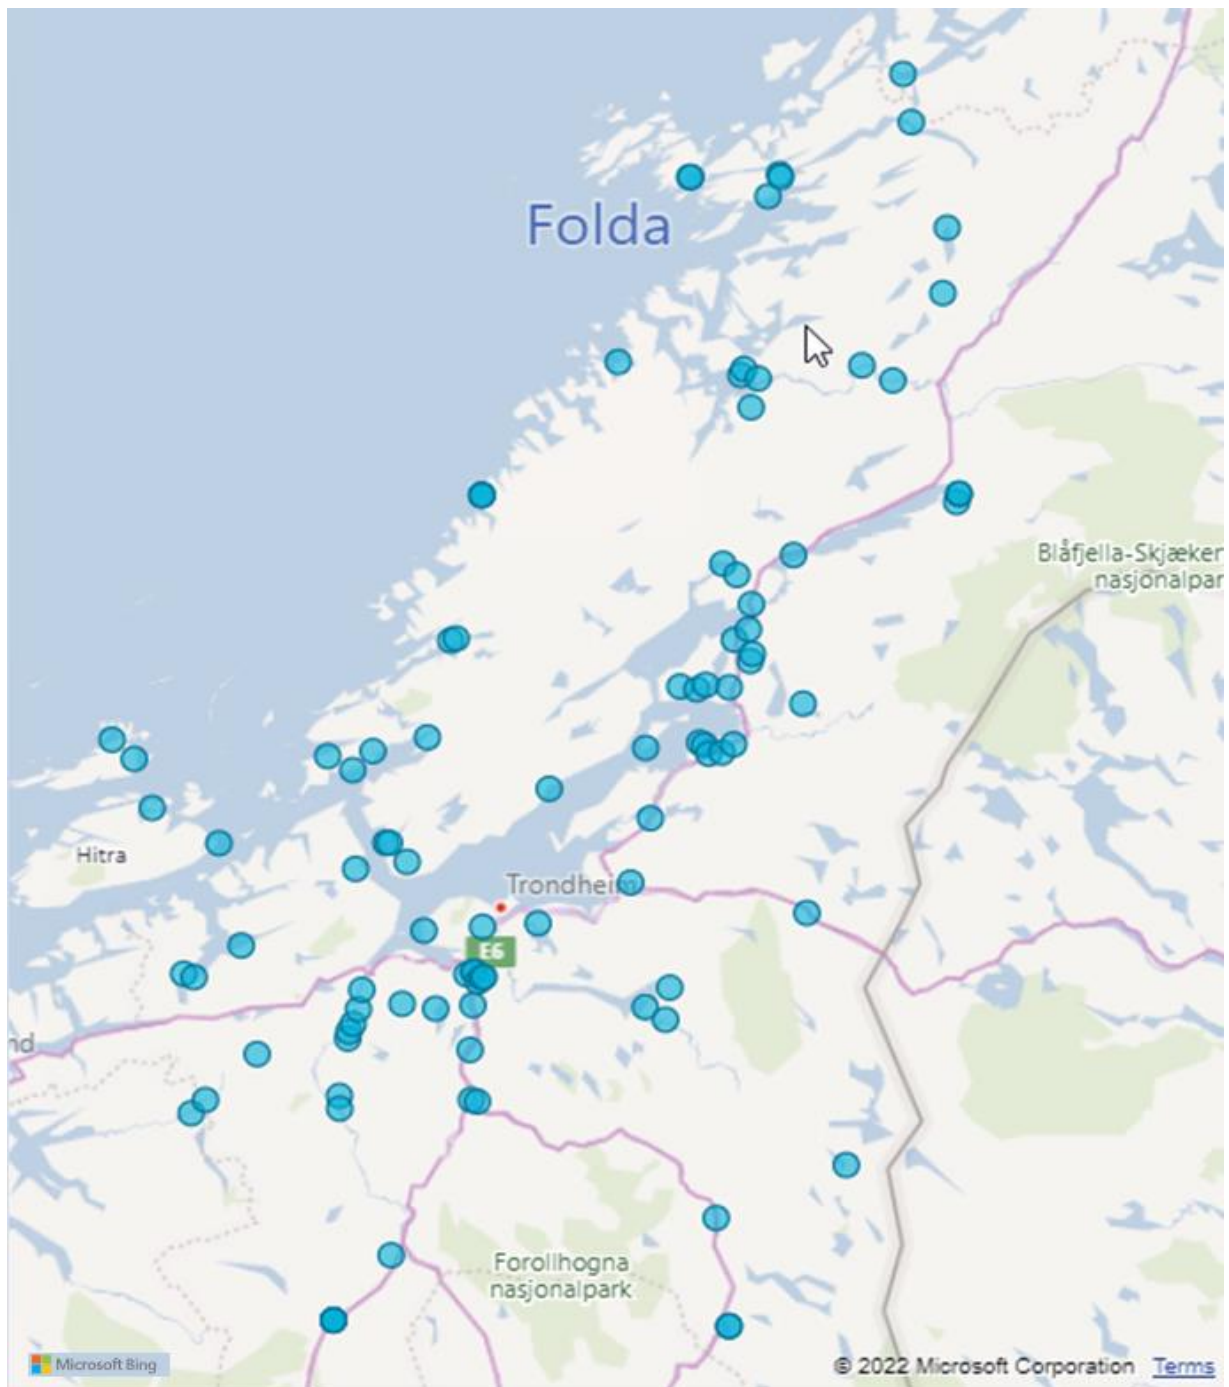 Folda
Blåfjella-Skjæker
nasjonalpar
Hitra
Trondheim
E6
nd
Forollhogna
nasjonalpark
Microsoft Bing
© 2022 Microsoft Corporation Terms